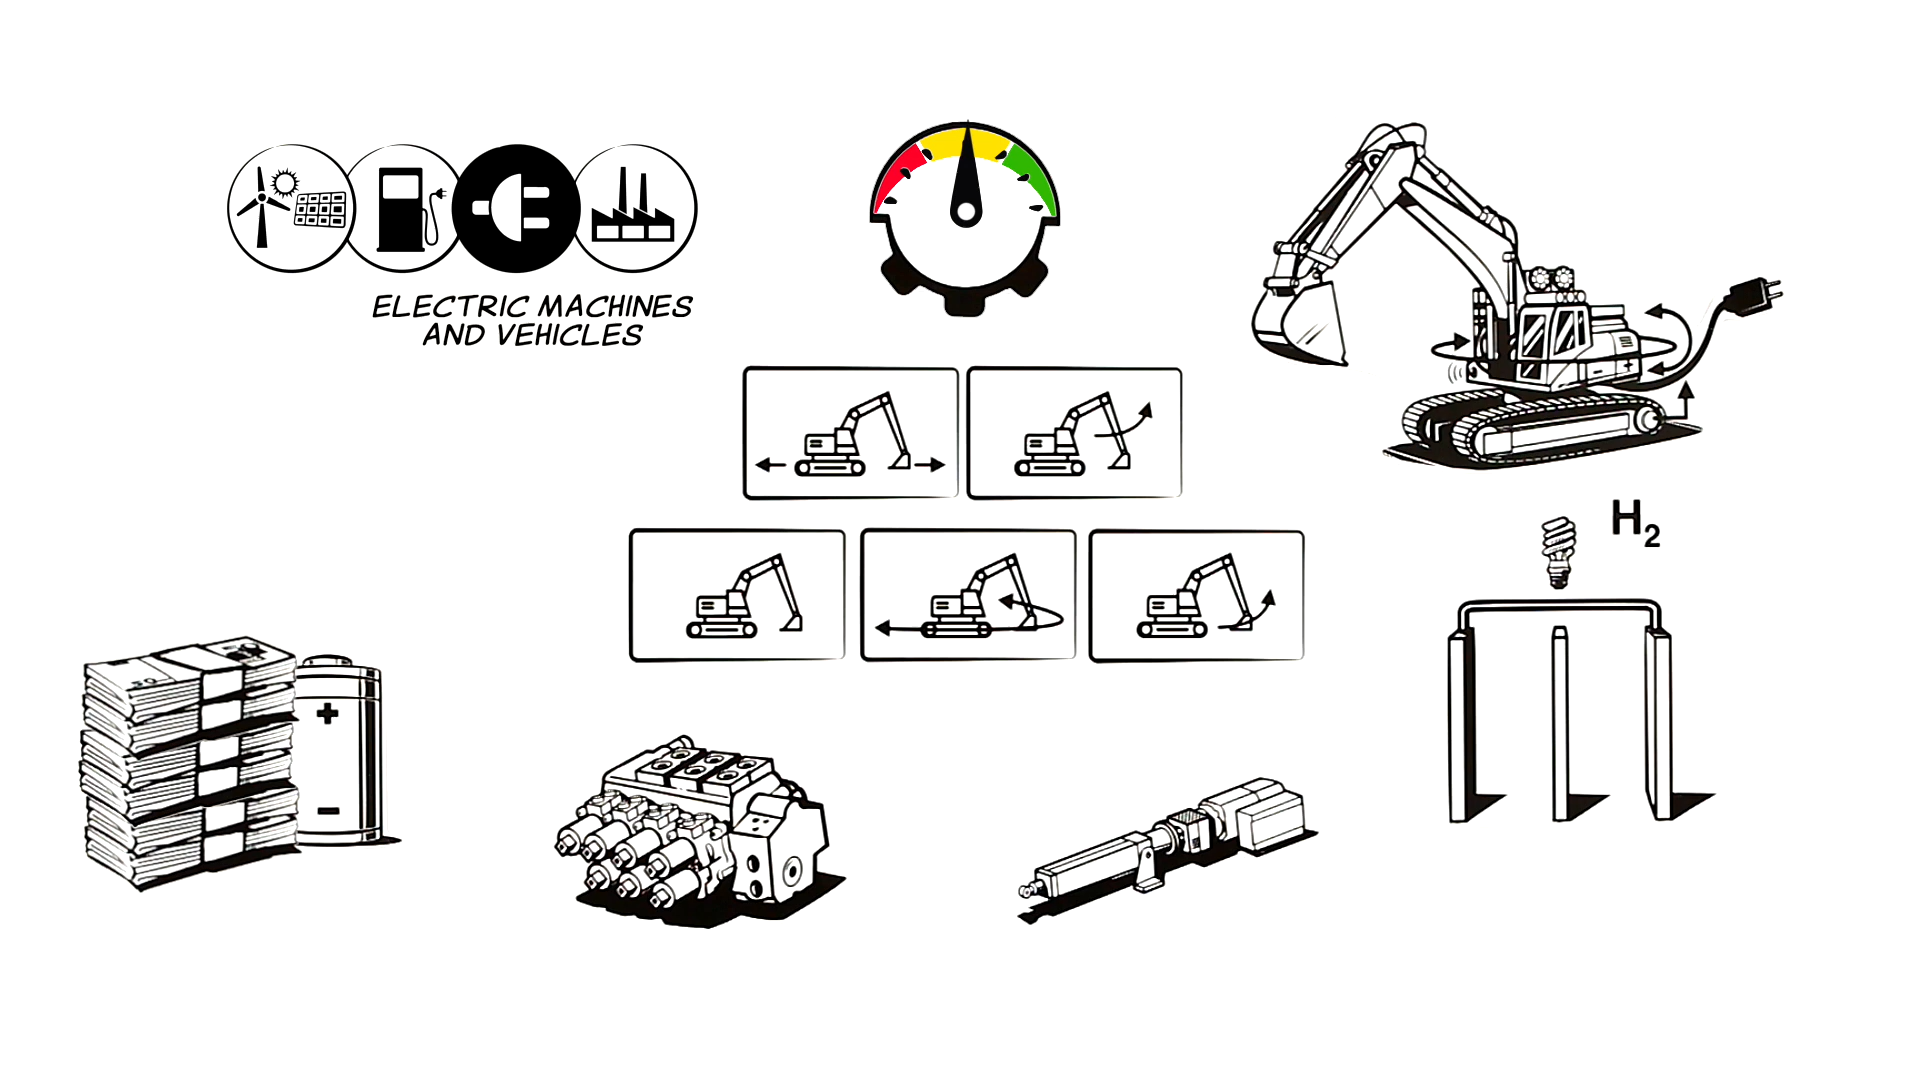 ELECTRIC MACHINES
AND VEHICLES
H2
+
-